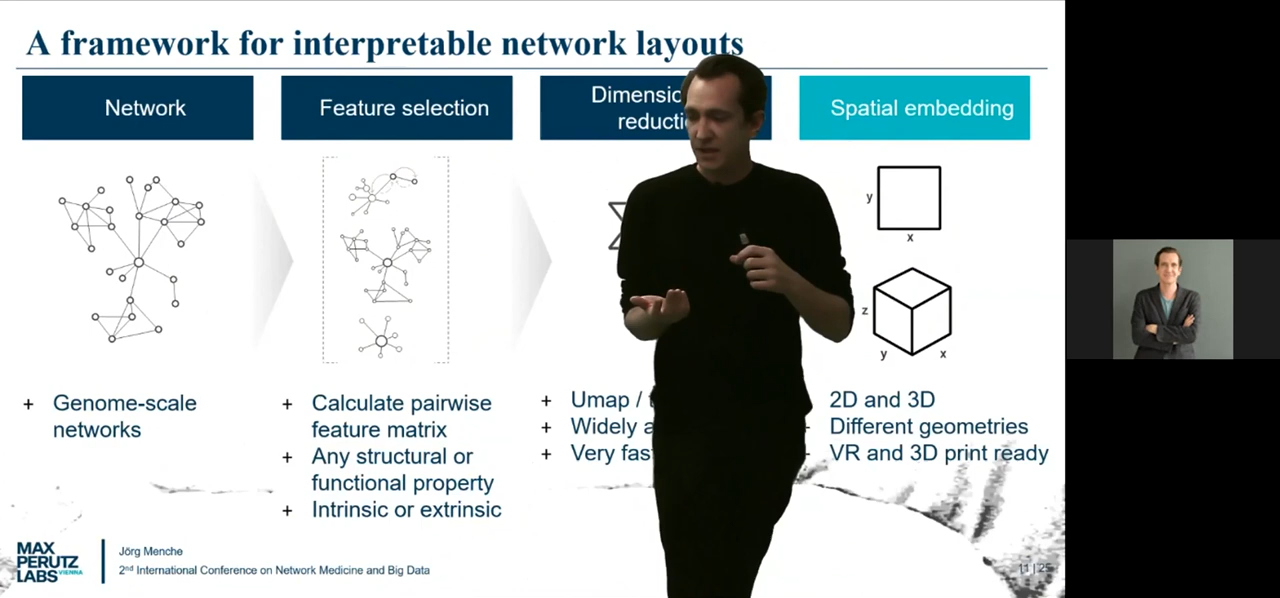 A framework for interpretable network layouts
Network
Feature selection
reducti
Spatial embedding
y
x
z
y
x
+ Genome-scale
networks
+ Calculate pairwise
feature matrix
+ Any structural or
functional property
+ Intrinsic or extrinsic
+ Umap /
+ Widely
+ Very fas
2D and 3D
Different geometries
VR and 3D print ready
MAX
PERUTZ
LABS VIENNA
Jörg Menche
2nd International Conference on Network Medicine and Big Data
11 | 25